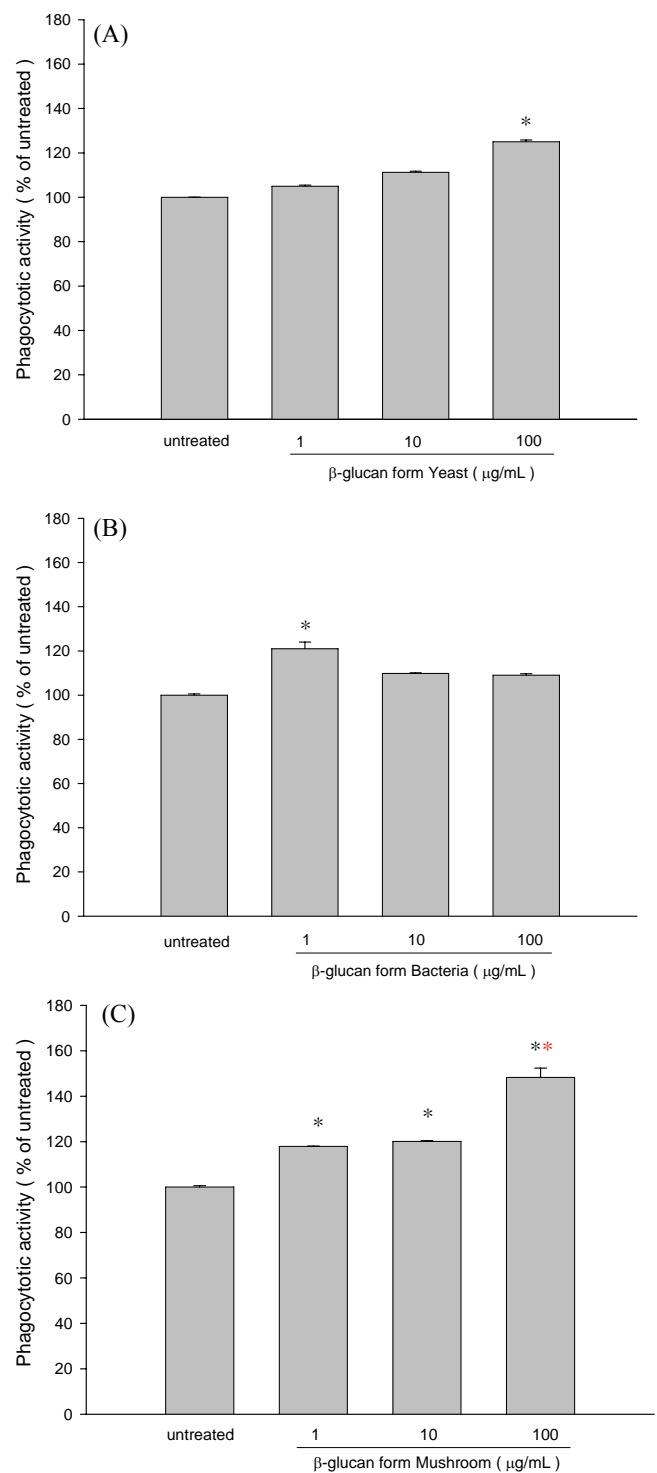 (A)
Phagocytotic activity ( % of untreated )
180
160
140
120
100
80
60
40
20
0
*
untreated 1 10 100
β-glucan form Yeast ( μg/mL )
(B)
Phagocytotic activity ( % of untreated )
180
160
140
120
100
80
60
40
20
0
*
untreated 1 10 100
β-glucan form Bacteria ( μg/mL )
(C)
Phagocytotic activity ( % of untreated )
180
160
140
120
100
80
60
40
20
0
* * **
untreated 1 10 100
β-glucan form Mushroom ( μg/mL )